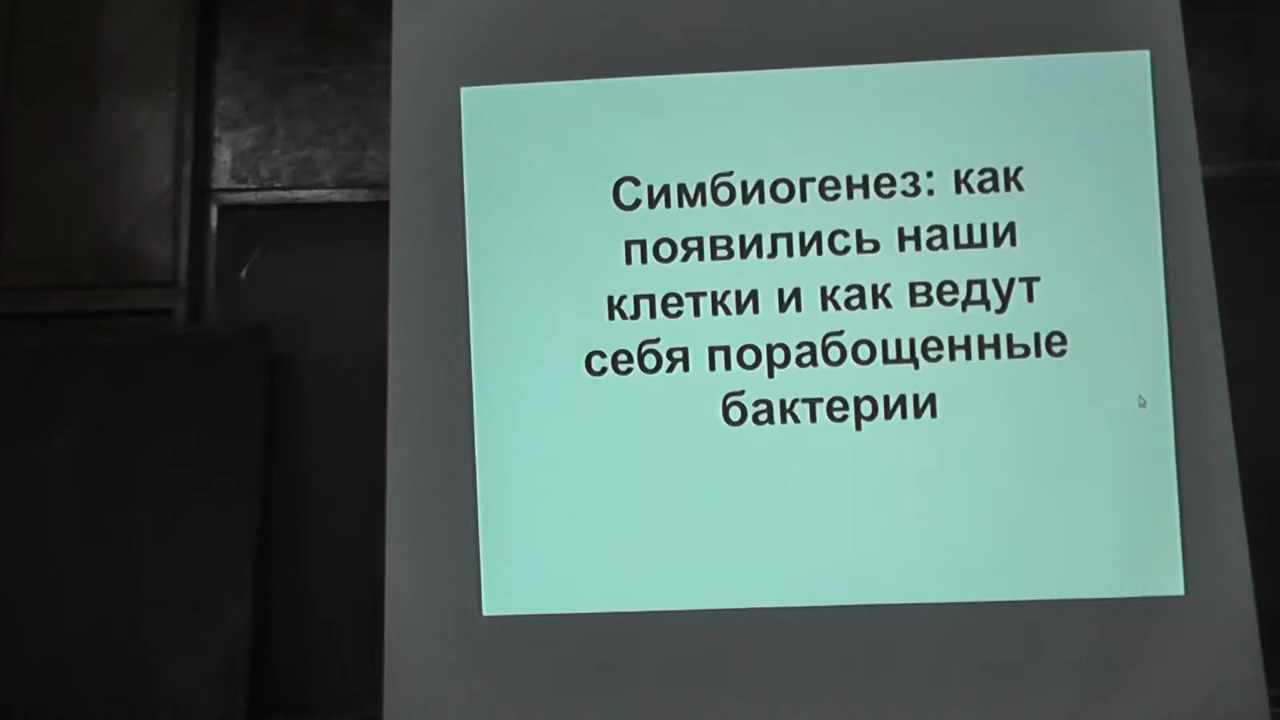 Симбиогенез: как
появились наши
клетки и как ведут
себя порабощенные
бактерии